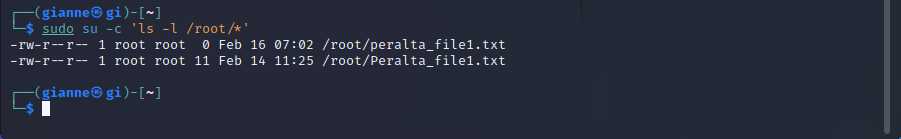 ┌──(gianne㉿gi)-[~]
└─$ sudo su -c 'ls -l /root/*'
-rw-r--r-- 1 root root  0 Feb 16 07:02 /root/peralta_file1.txt
-rw-r--r-- 1 root root 11 Feb 14 11:25 /root/Peralta_file1.txt
┌──(gianne㉿gi)-[~]
└─$